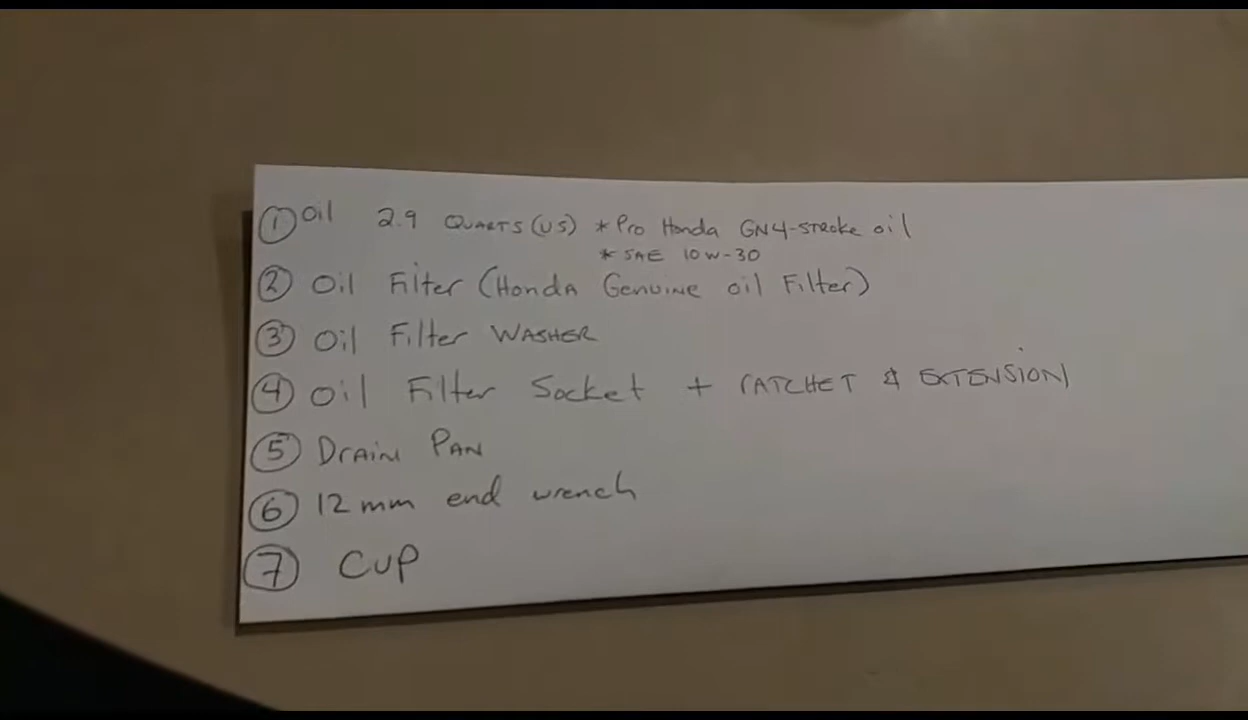 ① Oil 2.9 Quarts (US) * Pro Honda GN4-stroke oil
* SAE 10W-30
② Oil Filter (Honda Genuine oil Filter)
③ Oil Filter WASHER
④ Oil Filter Socket + RATCHET & EXTENSION
⑤ Drain Pan
⑥ 12 mm end wrench
⑦ Cup